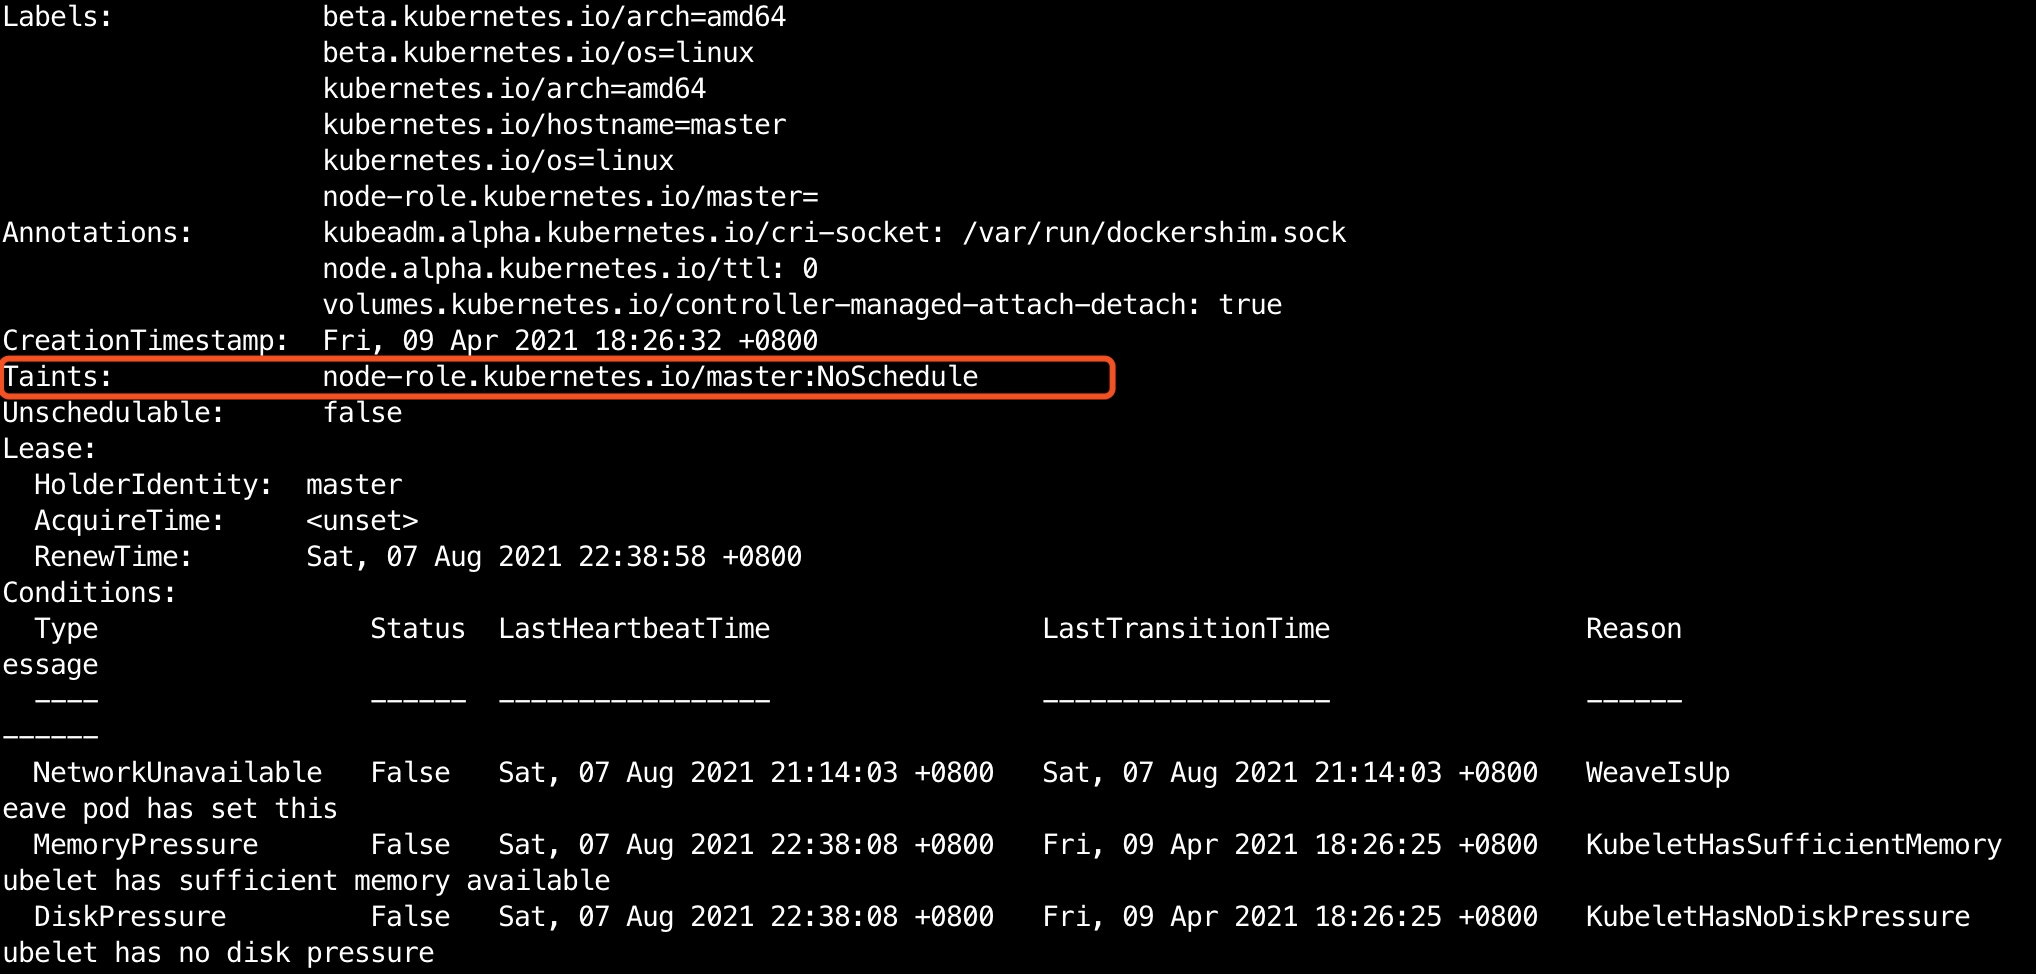 Labels:             beta.kubernetes.io/arch=amd64
                    beta.kubernetes.io/os=linux
                    kubernetes.io/arch=amd64
                    kubernetes.io/hostname=master
                    kubernetes.io/os=linux
                    node-role.kubernetes.io/master=
Annotations:        kubeadm.alpha.kubernetes.io/cri-socket: /var/run/dockershim.sock
                    node.alpha.kubernetes.io/ttl: 0
                    volumes.kubernetes.io/controller-managed-attach-detach: true
CreationTimestamp:  Fri, 09 Apr 2021 18:26:32 +0800
Taints:             node-role.kubernetes.io/master:NoSchedule
Unschedulable:      false
Lease:
  HolderIdentity:  master
  AcquireTime:     <unset>
  RenewTime:       Sat, 07 Aug 2021 22:38:58 +0800
Conditions:
  Type                 Status  LastHeartbeatTime                 LastTransitionTime                Reason
essage
  ----                 ------  -----------------                 ------------------                ------
------
  NetworkUnavailable   False   Sat, 07 Aug 2021 21:14:03 +0800   Sat, 07 Aug 2021 21:14:03 +0800   WeaveIsUp
eave pod has set this
  MemoryPressure       False   Sat, 07 Aug 2021 22:38:08 +0800   Fri, 09 Apr 2021 18:26:25 +0800   KubeletHasSufficientMemory
ubelet has sufficient memory available
  DiskPressure         False   Sat, 07 Aug 2021 22:38:08 +0800   Fri, 09 Apr 2021 18:26:25 +0800   KubeletHasNoDiskPressure
ubelet has no disk pressure